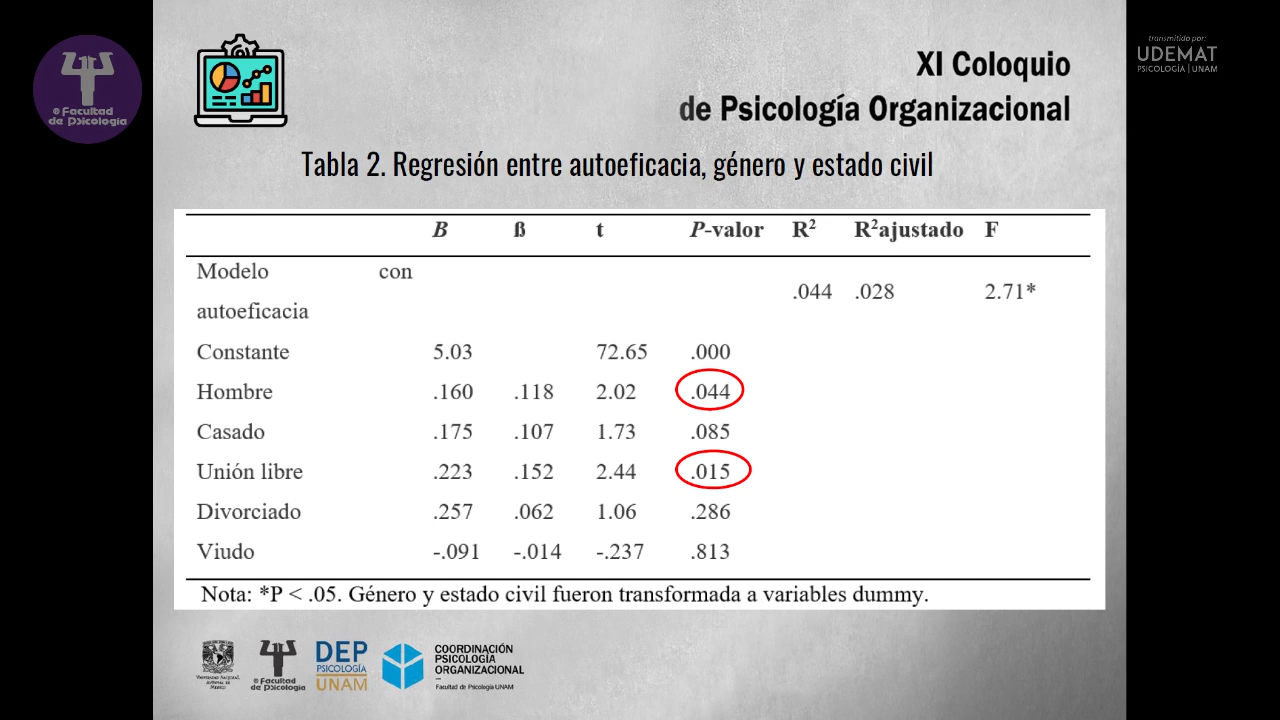 transmitido por:
UDEMAT
PSICOLOGÍA | UNAM
© Facultad
de Psicología
XI Coloquio
de Psicología Organizacional
Tabla 2. Regresión entre autoeficacia, género y estado civil
B ß t P-valor R² R²ajustado F
Modelo con
autoeficacia
.044 .028 2.71*
Constante 5.03 72.65 .000
Hombre .160 .118 2.02 .044
Casado .175 .107 1.73 .085
Unión libre .223 .152 2.44 .015
Divorciado .257 .062 1.06 .286
Viudo -.091 -.014 -.237 .813
Nota: *P < .05. Género y estado civil fueron transformada a variables dummy.
Universidad Nacional
Autónoma de
México
© Facultad
de Psicología
DEP
PSICOLOGÍA
UNAM
COORDINACIÓN
PSICOLOGÍA
ORGANIZACIONAL
Facultad de Psicología UNAM